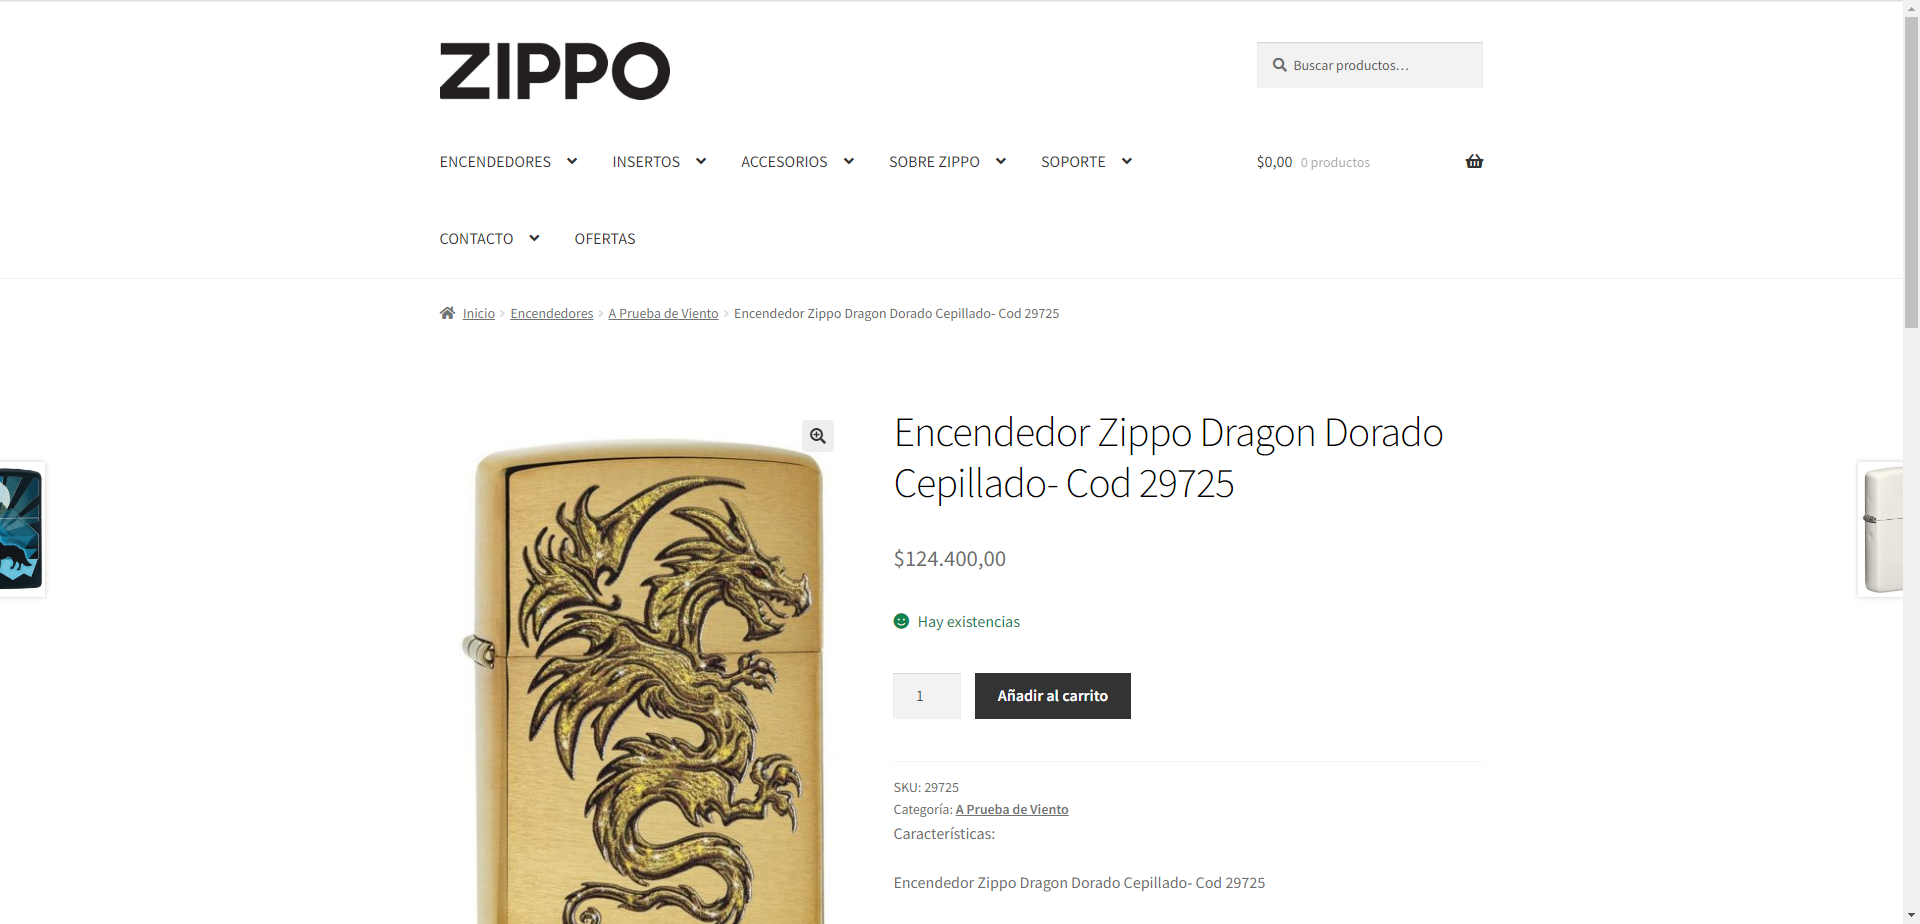 ZIPPO
Buscar productos…
ENCENDEDORES INSERTOS ACCESORIOS SOBRE ZIPPO SOPORTE
$0,00 0 productos
CONTACTO OFERTAS
Inicio Encendedores A Prueba de Viento Encendedor Zippo Dragon Dorado Cepillado- Cod 29725
Encendedor Zippo Dragon Dorado
Cepillado- Cod 29725
$124.400,00
Hay existencias
1 Añadir al carrito
SKU: 29725
Categoría: A Prueba de Viento
Características:
Encendedor Zippo Dragon Dorado Cepillado- Cod 29725